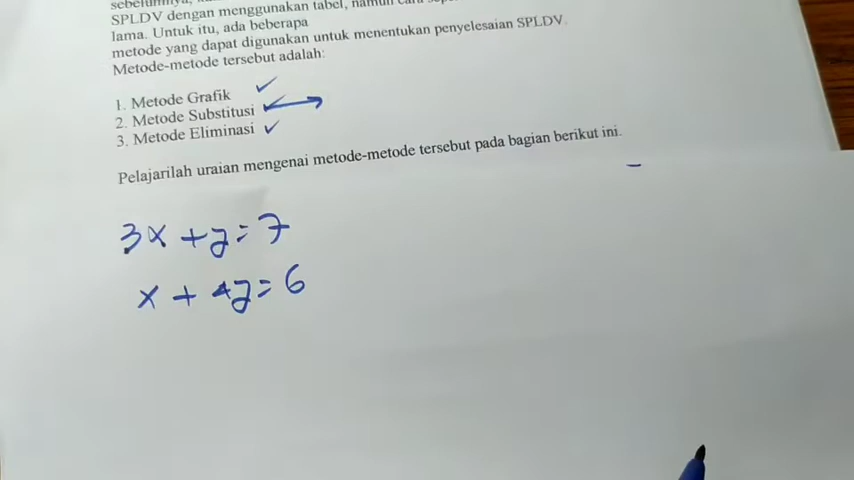 SPLDV dengan menggunakan tabel, namun cara
lama. Untuk itu, ada beberapa
metode yang dapat digunakan untuk menentukan penyelesaian SPLDV.
Metode-metode tersebut adalah:
1. Metode Grafik
2. Metode Substitusi
3. Metode Eliminasi
Pelajarilah uraian mengenai metode-metode tersebut pada bagian berikut ini.
3x + y = 7
x + 4y = 6